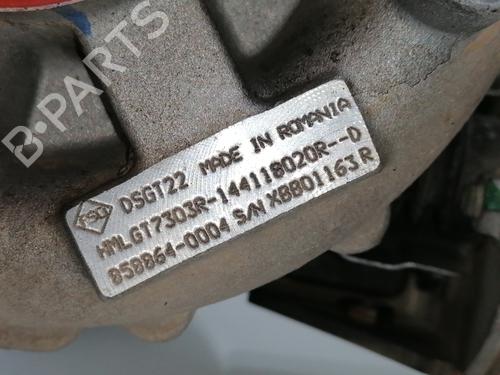 B-PARTS
DSGT22 MADE IN ROMANIA
HMLGT7303R-144118020R--D
858864-0004 S/N X8801163R